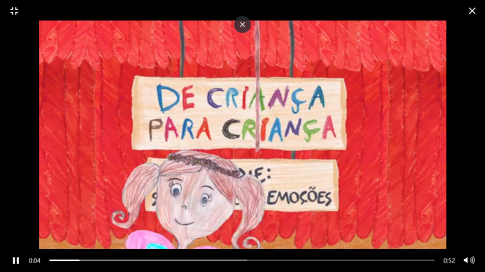 DE CRIANÇA
PARA CRIANÇA
EMOÇÕES
0:04
0:52